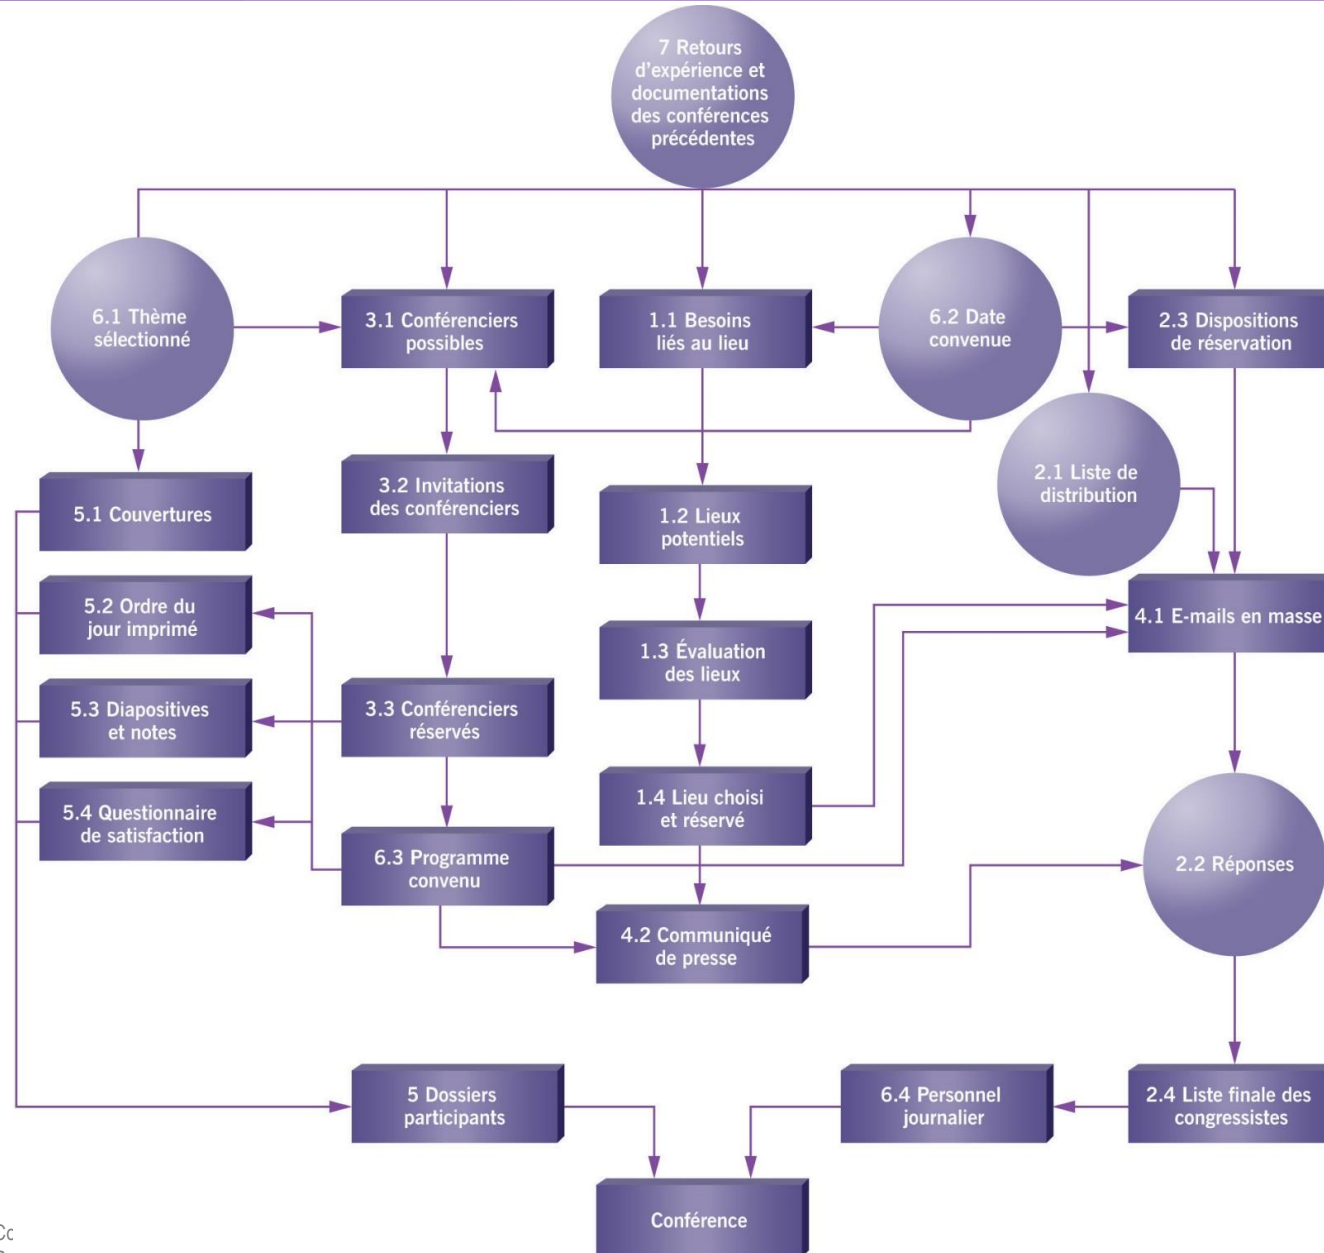 7 Retours
d'expérience et
documentations
des conférences
précédentes
6.1 Thème
sélectionné
3.1 Conférenciers
possibles
1.1 Besoins
liés au lieu
6.2 Date
convenue
2.3 Dispositions
de réservation
2.1 Liste de
distribution
5.1 Couvertures
3.2 Invitations
des conférenciers
1.2 Lieux
potentiels
4.1 E-mails en masse
5.2 Ordre du
jour imprimé
1.3 Évaluation
des lieux
5.3 Diapositives
et notes
3.3 Conférenciers
réservés
1.4 Lieu choisi
et réservé
5.4 Questionnaire
de satisfaction
6.3 Programme
convenu
2.2 Réponses
4.2 Communiqué
de presse
5 Dossiers
participants
6.4 Personnel
journalier
2.4 Liste finale des
congressistes
Conférence